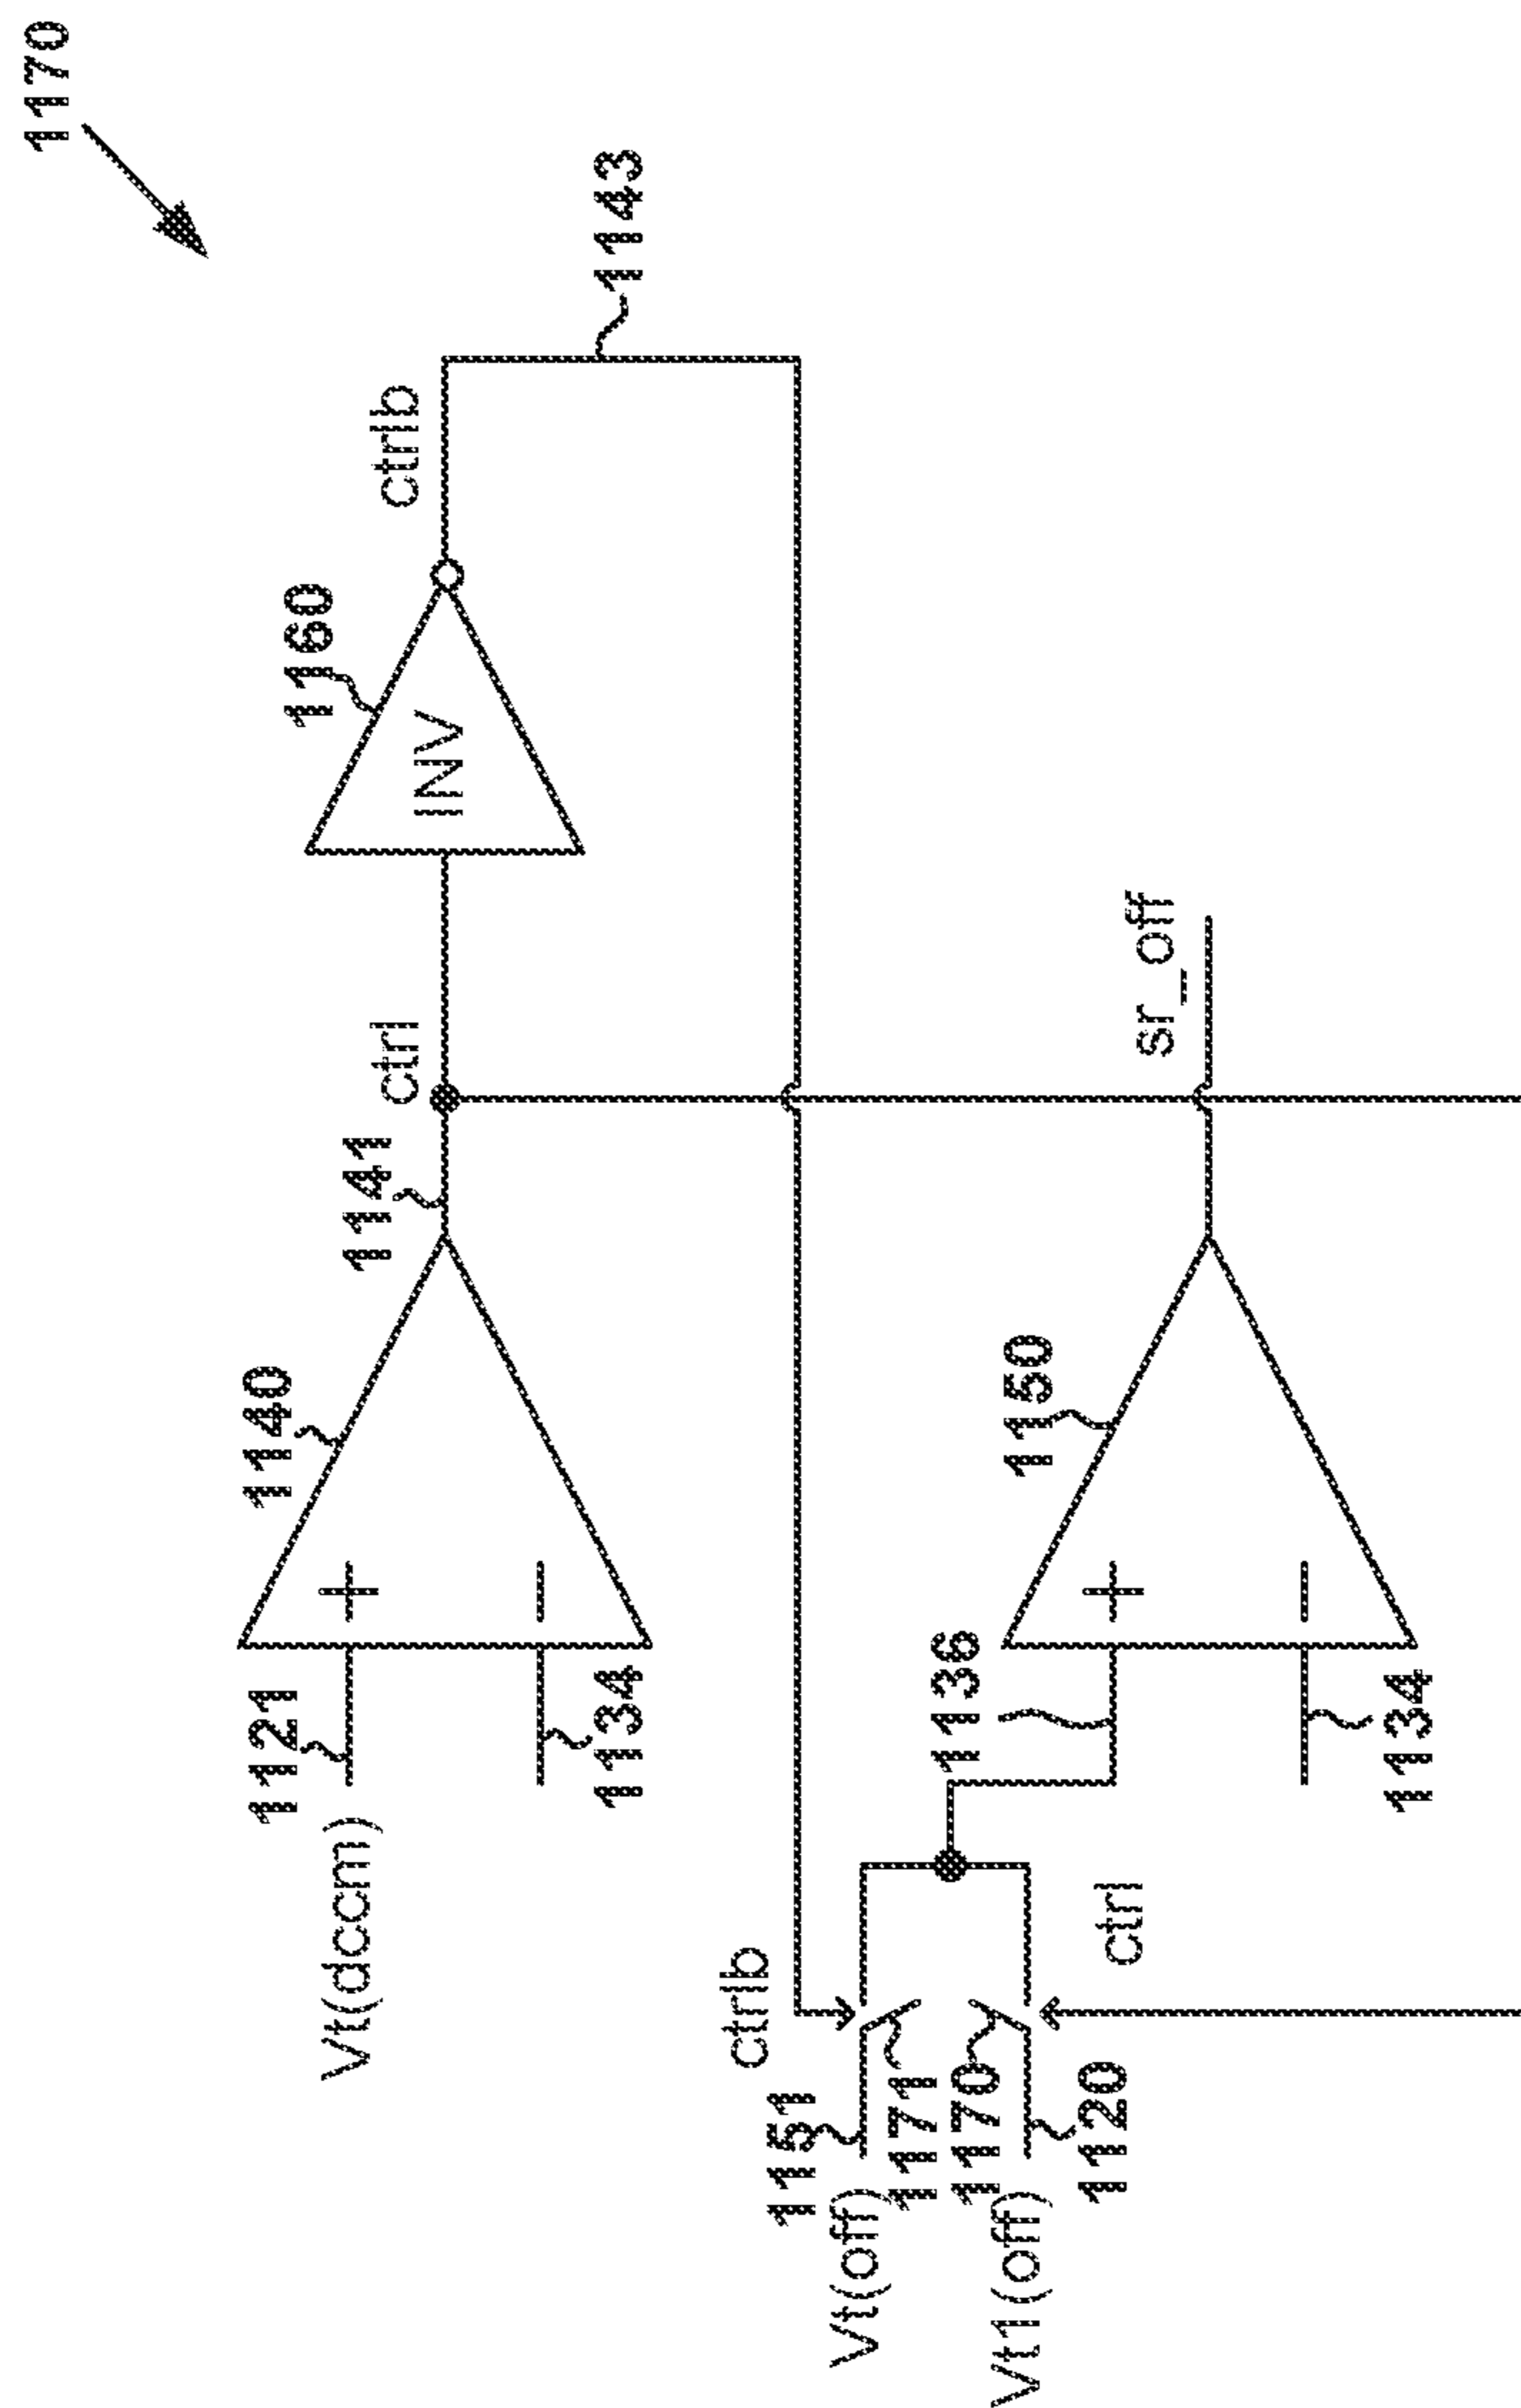 1170
1143
ctrlb
1160
INV
ctrl
1141
1140
+
−
1121
1134
Vt(dccm)
sr_off
1150
+
−
1136
1134
ctrlb
ctrl
1151
1171
1170
1120
Vt(off)
Vt1(off)